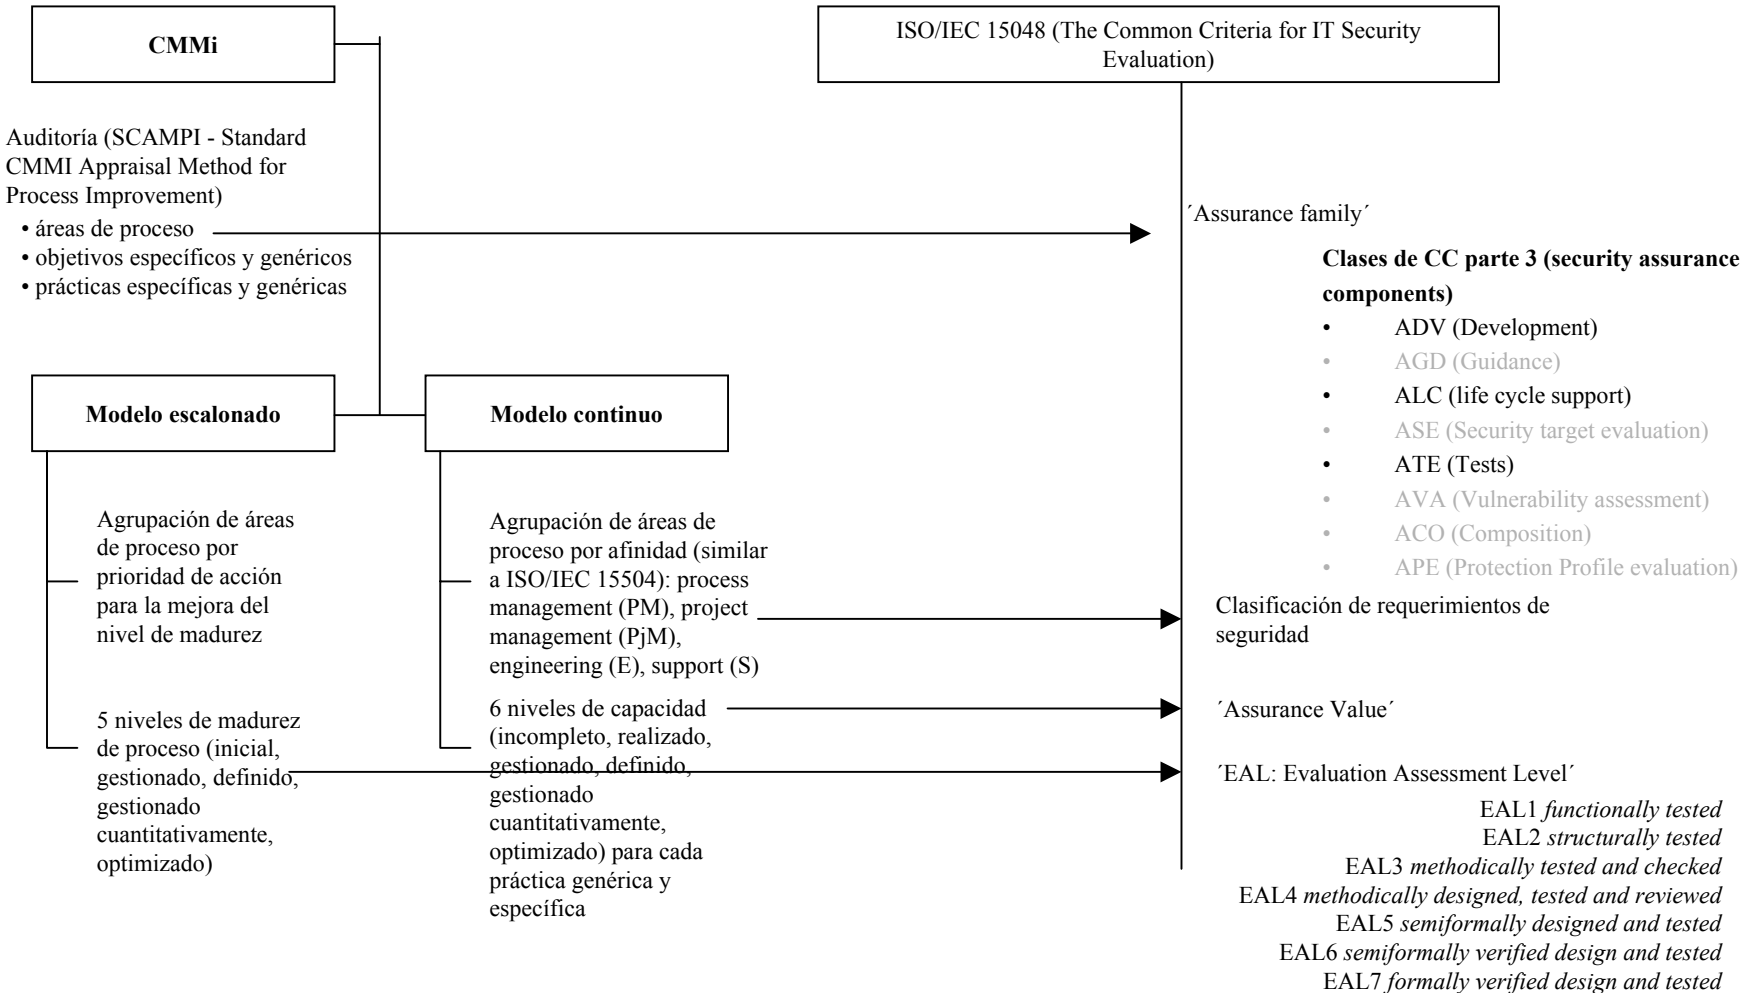 CMMi
ISO/IEC 15048 (The Common Criteria for IT Security
Evaluation)
Auditoría (SCAMPI - Standard
CMMI Appraisal Method for
Process Improvement)
• áreas de proceso
• objetivos específicos y genéricos
• prácticas específicas y genéricas
´Assurance family´
Clases de CC parte 3 (security assurance
components)
• ADV (Development)
• AGD (Guidance)
• ALC (life cycle support)
• ASE (Security target evaluation)
• ATE (Tests)
• AVA (Vulnerability assessment)
• ACO (Composition)
• APE (Protection Profile evaluation)
Modelo escalonado
Modelo continuo
Agrupación de áreas
de proceso por
prioridad de acción
para la mejora del
nivel de madurez
Agrupación de áreas de
proceso por afinidad (similar
a ISO/IEC 15504): process
management (PM), project
management (PjM),
engineering (E), support (S)
Clasificación de requerimientos de
seguridad
5 niveles de madurez
de proceso (inicial,
gestionado, definido,
gestionado
cuantitativamente,
optimizado)
6 niveles de capacidad
(incompleto, realizado,
gestionado, definido,
gestionado
cuantitativamente,
optimizado) para cada
práctica genérica y
específica
´Assurance Value´
´EAL: Evaluation Assessment Level´
EAL1 functionally tested
EAL2 structurally tested
EAL3 methodically tested and checked
EAL4 methodically designed, tested and reviewed
EAL5 semiformally designed and tested
EAL6 semiformally verified design and tested
EAL7 formally verified design and tested